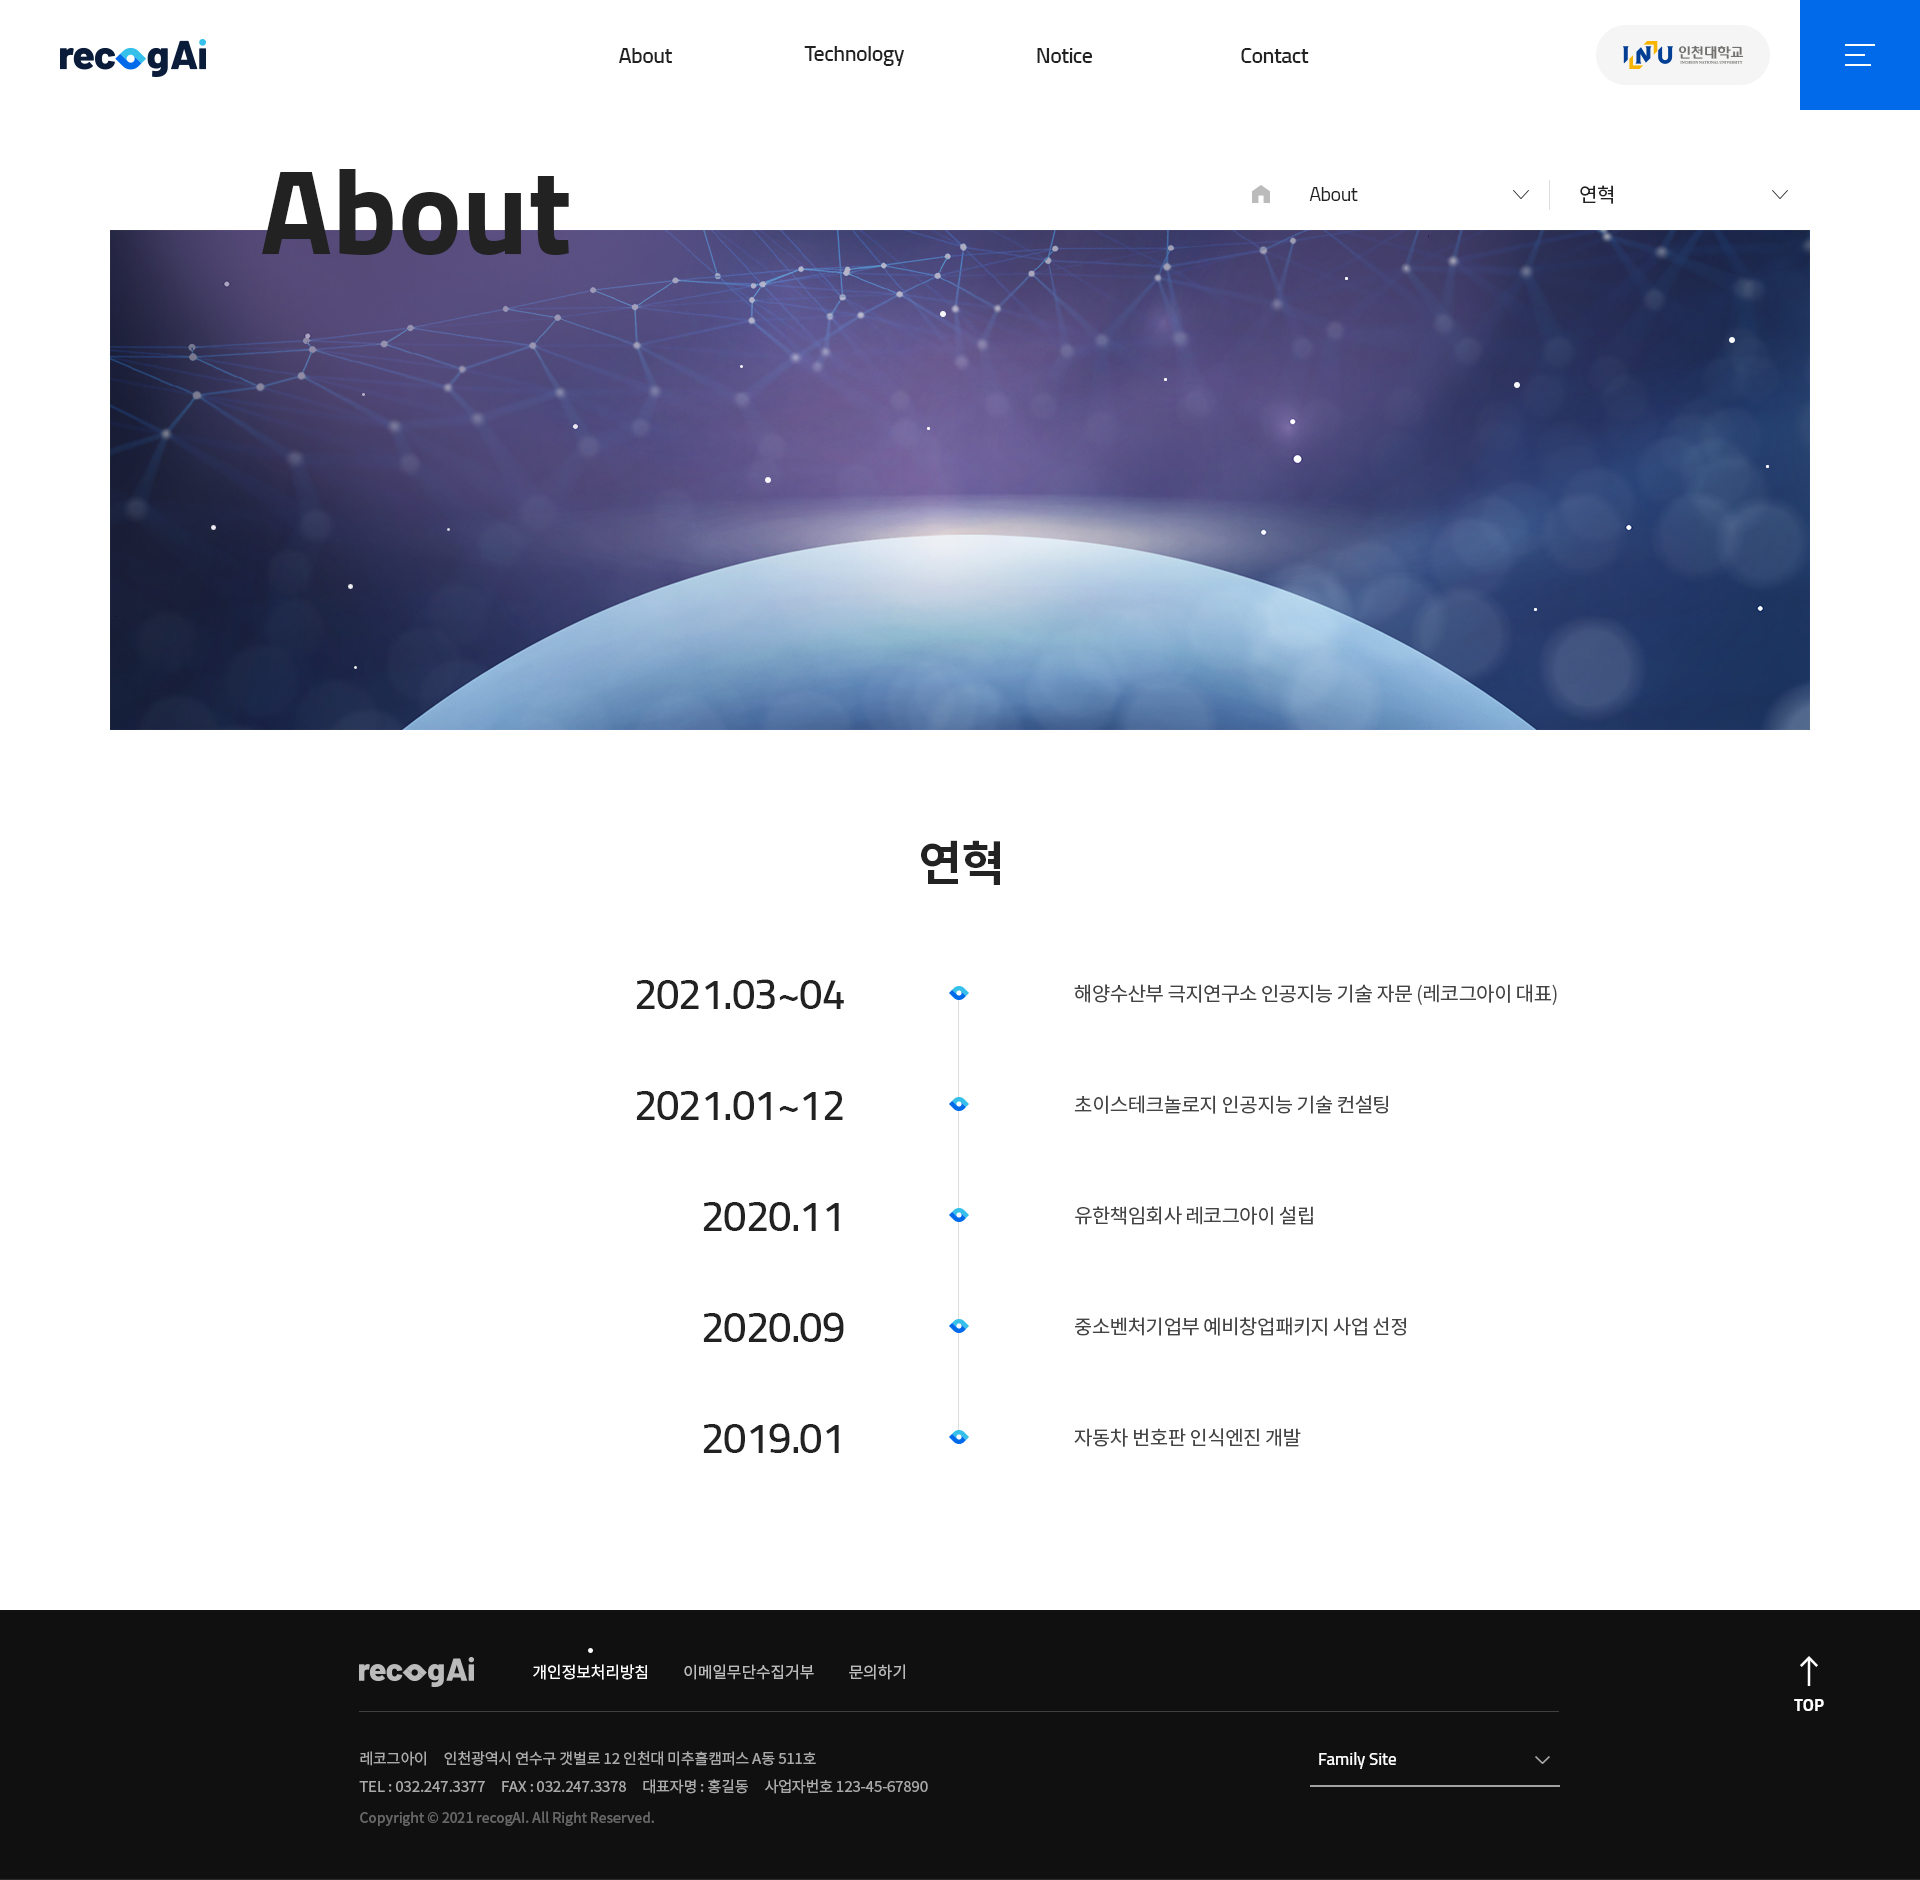 recogAi
About
Technology
Notice
Contact
INU 인천대학교
About
About
연혁
연혁
2021.03~04
해양수산부 극지연구소 인공지능 기술 자문 (레코그아이 대표)
2021.01~12
초이스테크놀로지 인공지능 기술 컨설팅
2020.11
유한책임회사 레코그아이 설립
2020.09
중소벤처기업부 예비창업패키지 사업 선정
2019.01
자동차 번호판 인식엔진 개발
recogAi
개인정보처리방침
이메일무단수집거부
문의하기
TOP
레코그아이 인천광역시 연수구 갯벌로 12 인천대 미추홀캠퍼스 A동 511호
Family Site
TEL : 032.247.3377 FAX : 032.247.3378 대표자명 : 홍길동 사업자번호 123-45-67890
Copyright © 2021 recogAI. All Right Reserved.